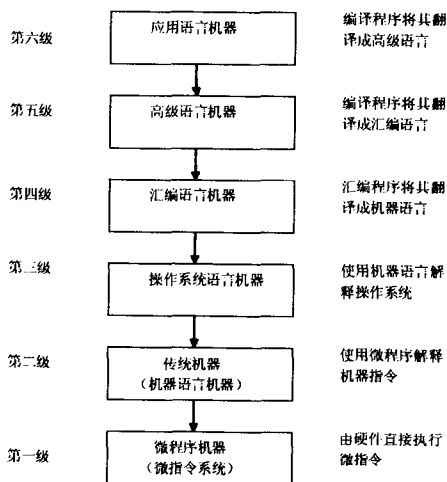 第六级
应用语言机器
编译程序将其翻
译成高级语言
第五级
高级语言机器
编译程序将其翻
译成汇编语言
第四级
汇编语言机器
汇编程序将其翻
译成机器语言
第三级
操作系统语言机器
使用机器语言解
释操作系统
第二级
传统机器
(机器语言机器)
使用微程序解释
机器指令
第一级
微程序机器
(微指令系统)
由硬件直接执行
微指令